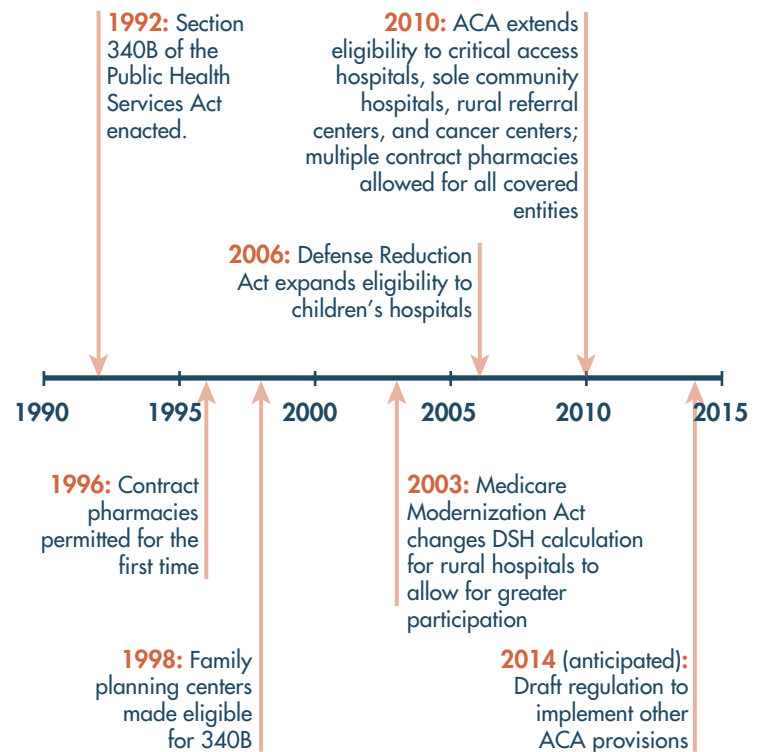 1992: Section
340B of the
Public Health
Services Act
enacted.
2010: ACA extends
eligibility to critical access
hospitals, sole community
hospitals, rural referral
centers, and cancer centers;
multiple contract pharmacies
allowed for all covered
entities
2006: Defense Reduction
Act expands eligibility to
children’s hospitals
1990 1995 2000 2005 2010 2015
1996: Contract
pharmacies
permitted for the
first time
2003: Medicare
Modernization Act
changes DSH calculation
for rural hospitals to
allow for greater
participation
1998: Family
planning centers
made eligible
for 340B
2014 (anticipated):
Draft regulation to
implement other
ACA provisions